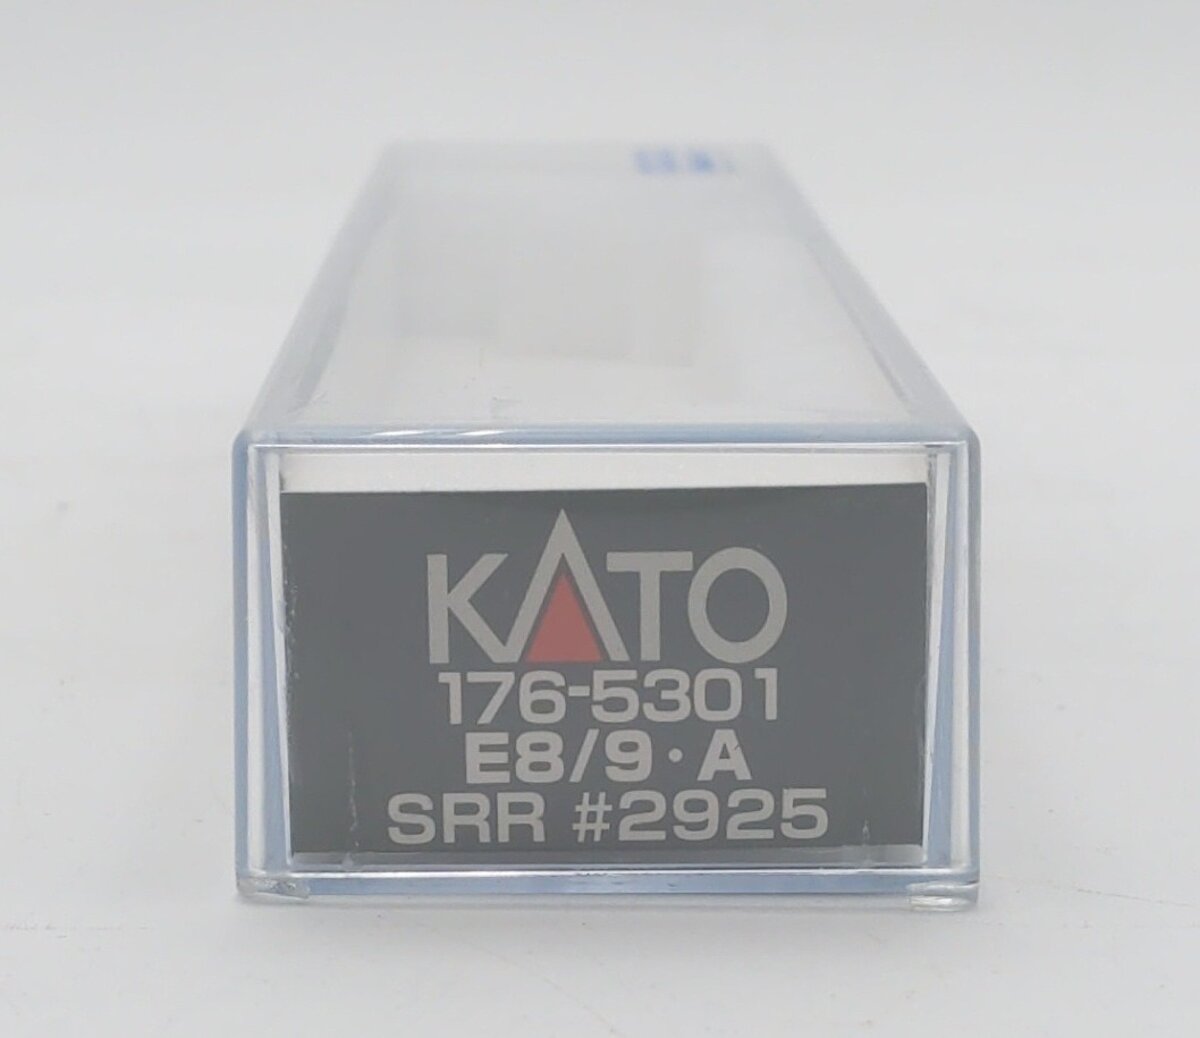 KATO
176-5301
E8/9・A
SRR #2925